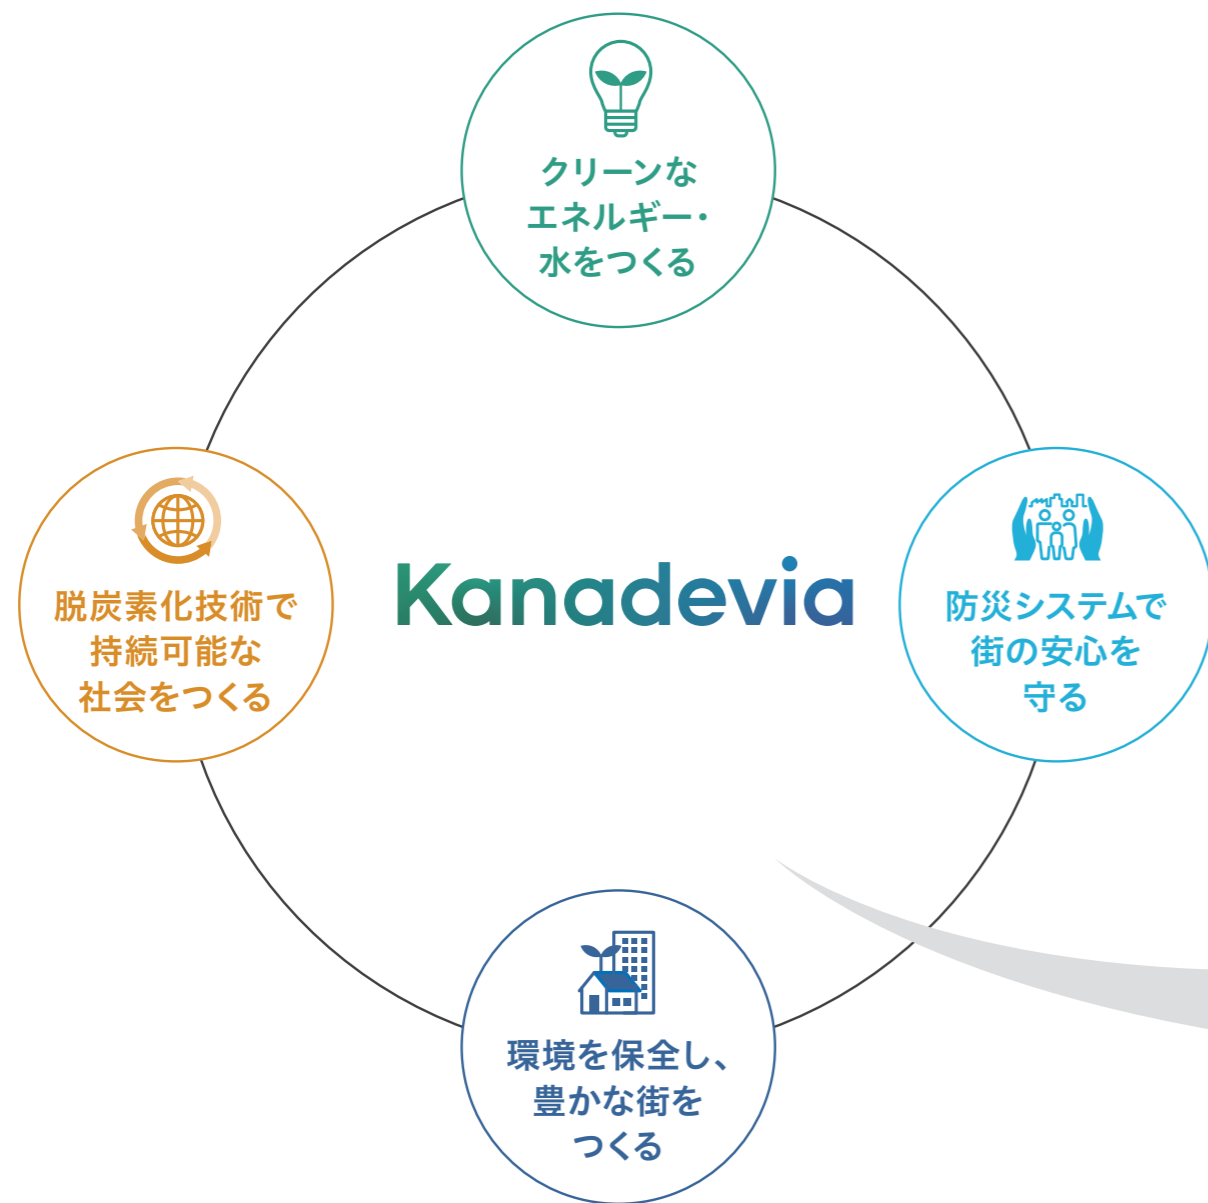 クリーンな
エネルギー・
水をつくる
脱炭素化技術で
持続可能な
社会をつくる
Kanadevia
防災システムで
街の安心を
守る
環境を保全し、
豊かな街を
つくる